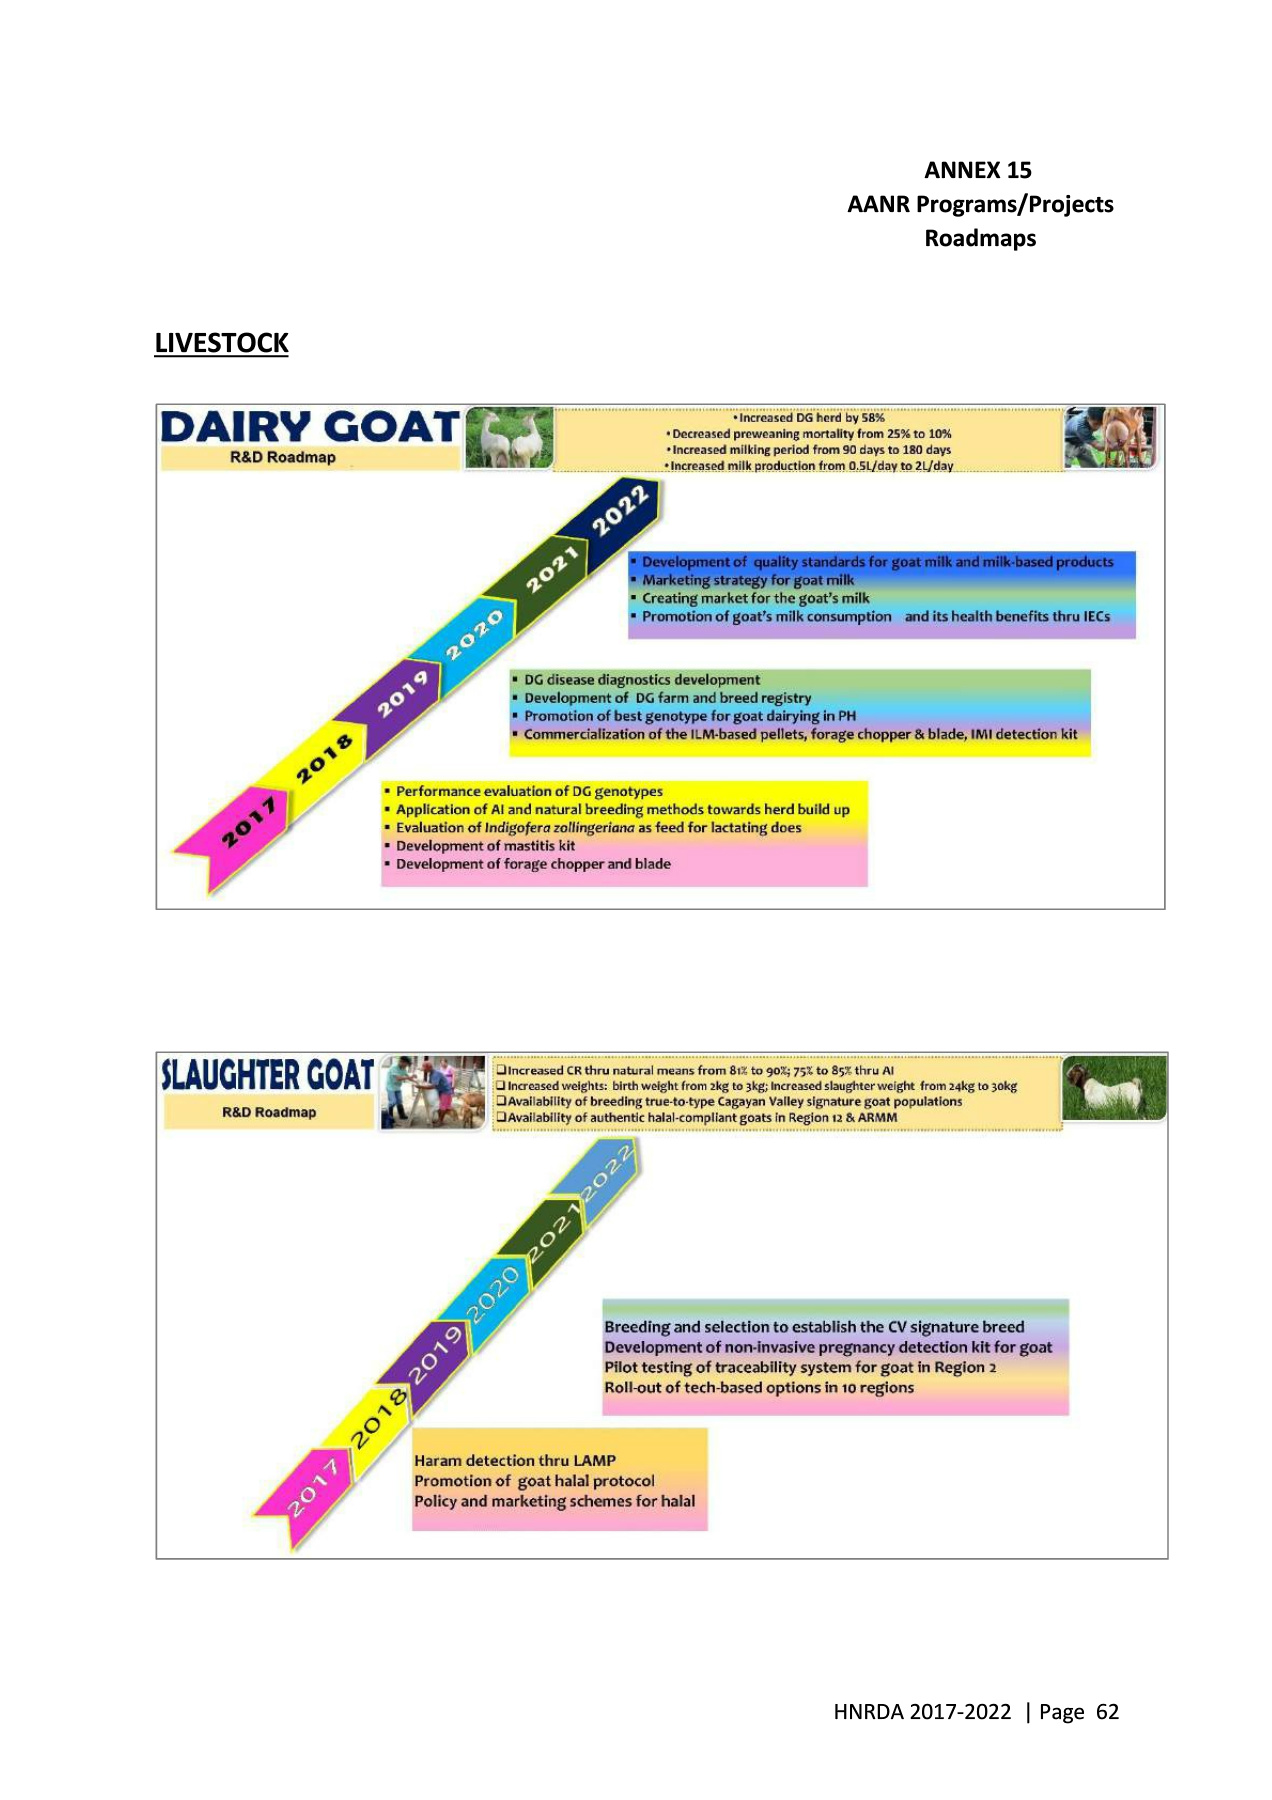 ANNEX 15
AANR Programs/Projects
Roadmaps
LIVESTOCK
DAIRY GOAT
R&D Roadmap
•Increased DG herd by 58%
•Decreased preweaning mortality from 25% to 10%
•Increased milking period from 90 days to 180 days
•Increased milk production from 0.5L/day to 2L/day
2022
2021
2020
2019
2018
2017
▪ Development of quality standards for goat milk and milk-based products
▪ Marketing strategy for goat milk
▪ Creating market for the goat's milk
▪ Promotion of goat's milk consumption and its health benefits thru IECs
▪ DG disease diagnostics development
▪ Development of DG farm and breed registry
▪ Promotion of best genotype for goat dairying in PH
▪ Commercialization of the ILM-based pellets, forage chopper & blade, IMI detection kit
▪ Performance evaluation of DG genotypes
▪ Application of AI and natural breeding methods towards herd build up
▪ Evaluation of Indigofera zollingeriana as feed for lactating does
▪ Development of mastitis kit
▪ Development of forage chopper and blade
SLAUGHTER GOAT
R&D Roadmap
❑Increased CR thru natural means from 81% to 90%; 75% to 85% thru AI
❑Increased weights: birth weight from 2kg to 3kg; Increased slaughter weight from 24kg to 30kg
❑Availability of breeding true-to-type Cagayan Valley signature goat populations
❑Availability of authentic halal-compliant goats in Region 12 & ARMM
2022
2021
2020
2019
2018
2017
Breeding and selection to establish the CV signature breed
Development of non-invasive pregnancy detection kit for goat
Pilot testing of traceability system for goat in Region 2
Roll-out of tech-based options in 10 regions
Haram detection thru LAMP
Promotion of goat halal protocol
Policy and marketing schemes for halal
HNRDA 2017-2022 | Page 62